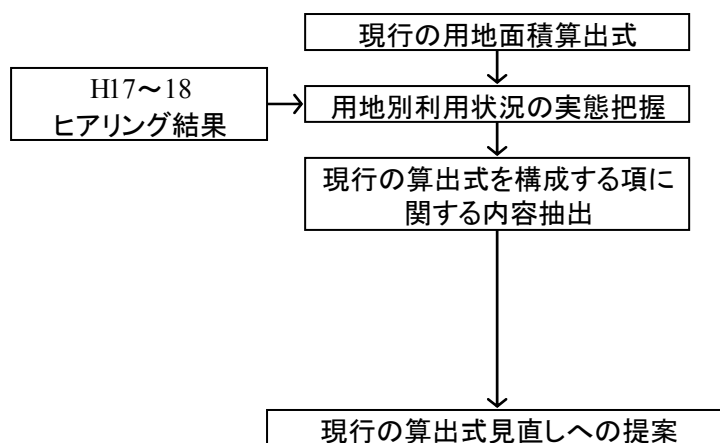 現行の用地面積算出式
H17～18
ヒアリング結果
用地別利用状況の実態把握
現行の算出式を構成する項に
関する内容抽出
現行の算出式見直しへの提案